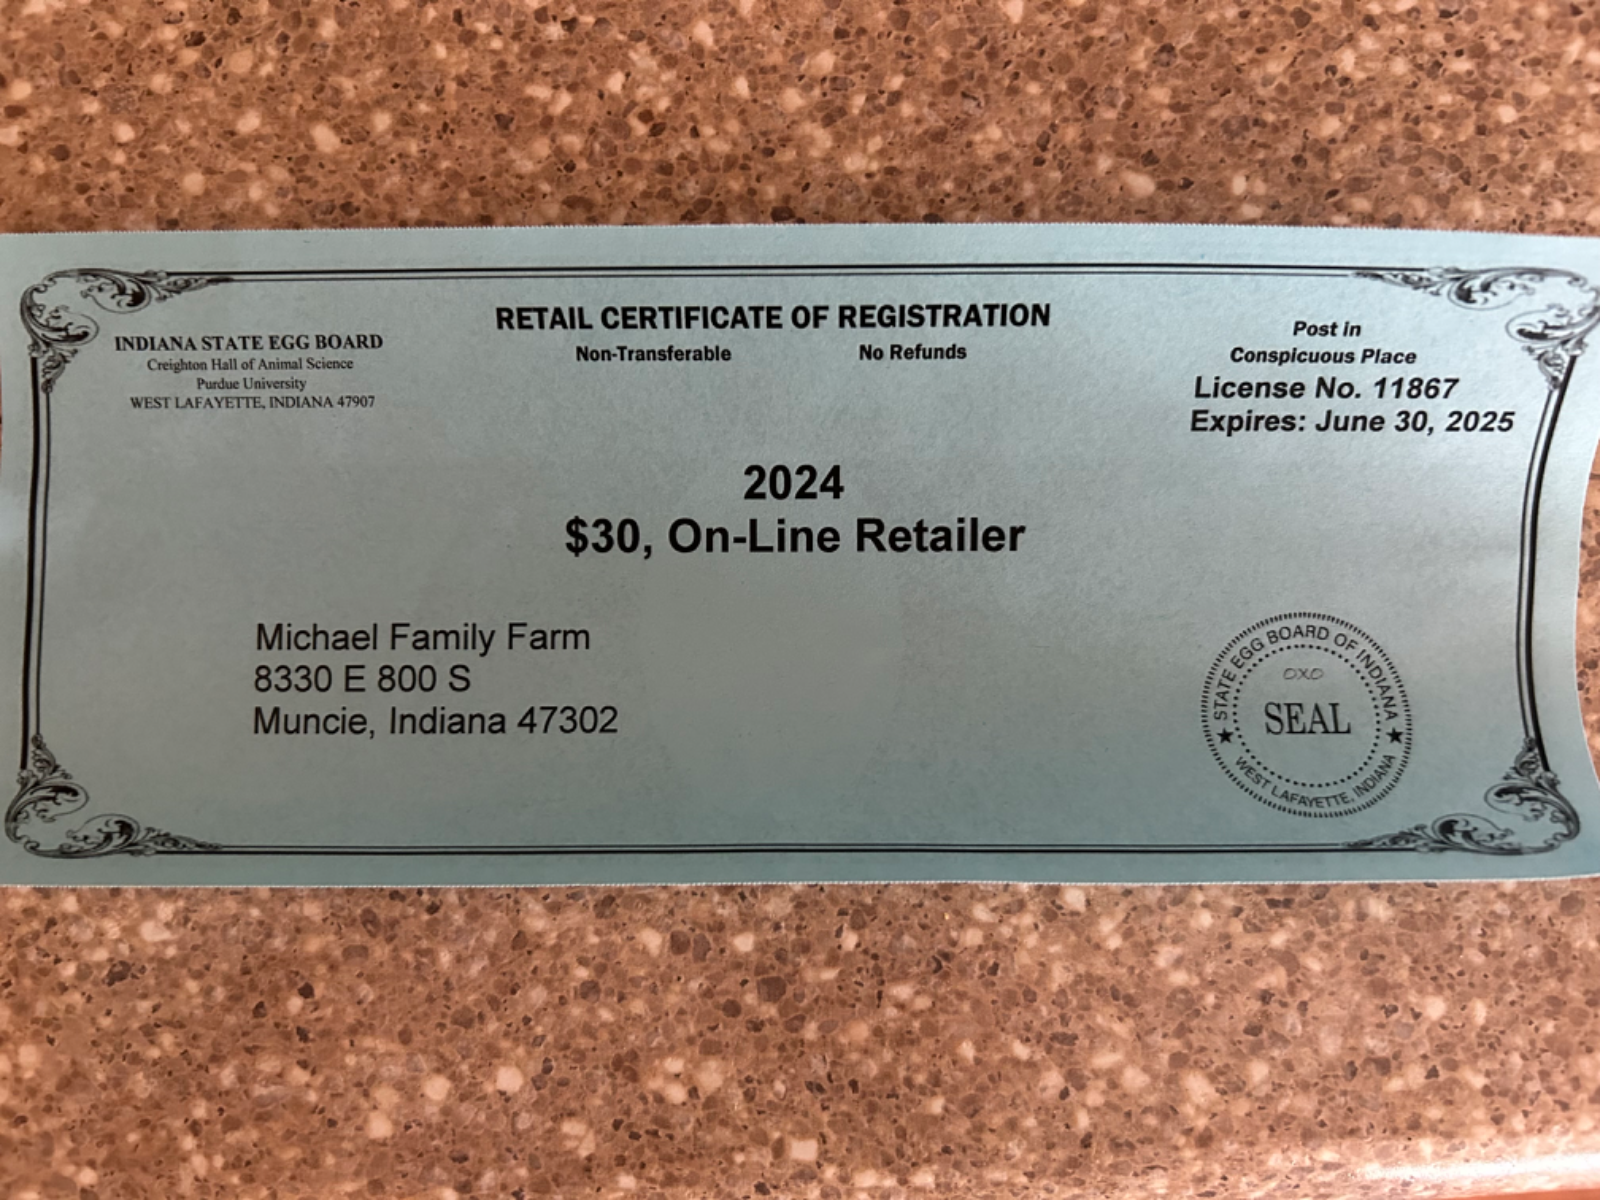 INDIANA STATE EGG BOARD
Creighton Hall of Animal Science
Purdue University
WEST LAFAYETTE, INDIANA 47907
RETAIL CERTIFICATE OF REGISTRATION
Non-Transferable No Refunds
Post in
Conspicuous Place
License No. 11867
Expires: June 30, 2025
2024
$30, On-Line Retailer
Michael Family Farm
8330 E 800 S
Muncie, Indiana 47302
STATE EGG BOARD OF INDIANA
OXO
SEAL
WEST LAFAYETTE, INDIANA